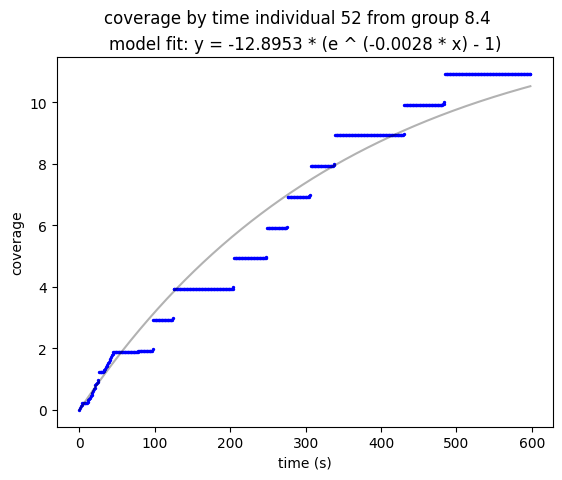 coverage by time individual 52 from group 8.4
model fit: y = -12.8953 * (e ^ (-0.0028 * x) - 1)
10
8
6
4
2
0
coverage
0 100 200 300 400 500 600
time (s)